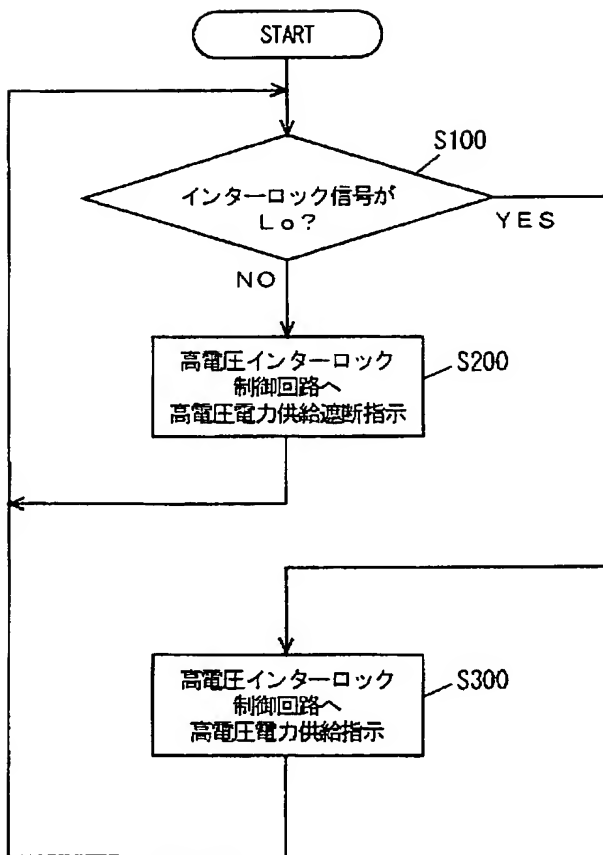 START
S100
インターロック信号が
Lo?
YES
NO
高電圧インターロック
制御回路へ
高電圧電力供給遮断指示
S200
高電圧インターロック
制御回路へ
高電圧電力供給指示
S300